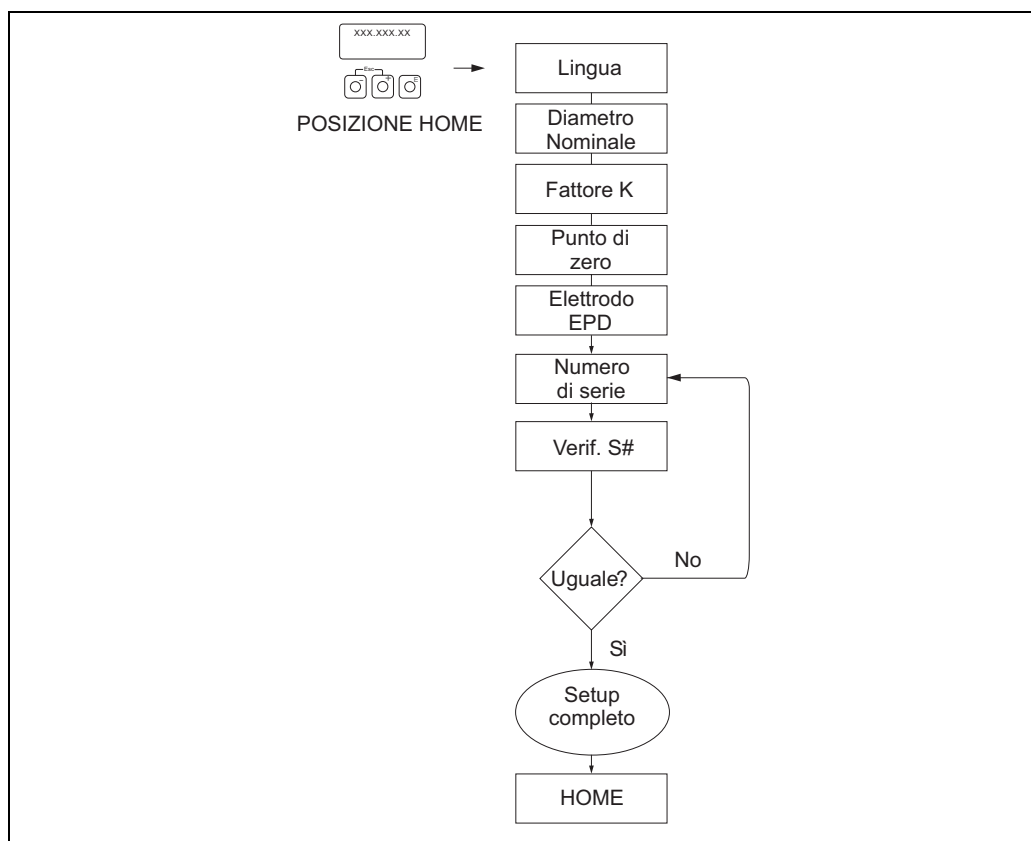 XXX.XXX.XX
Esc
- + E
POSIZIONE HOME
Lingua
Diametro
Nominale
Fattore K
Punto di
zero
Elettrodo
EPD
Numero
di serie
Verif. S#
Uguale?
No
Sì
Setup
completo
HOME